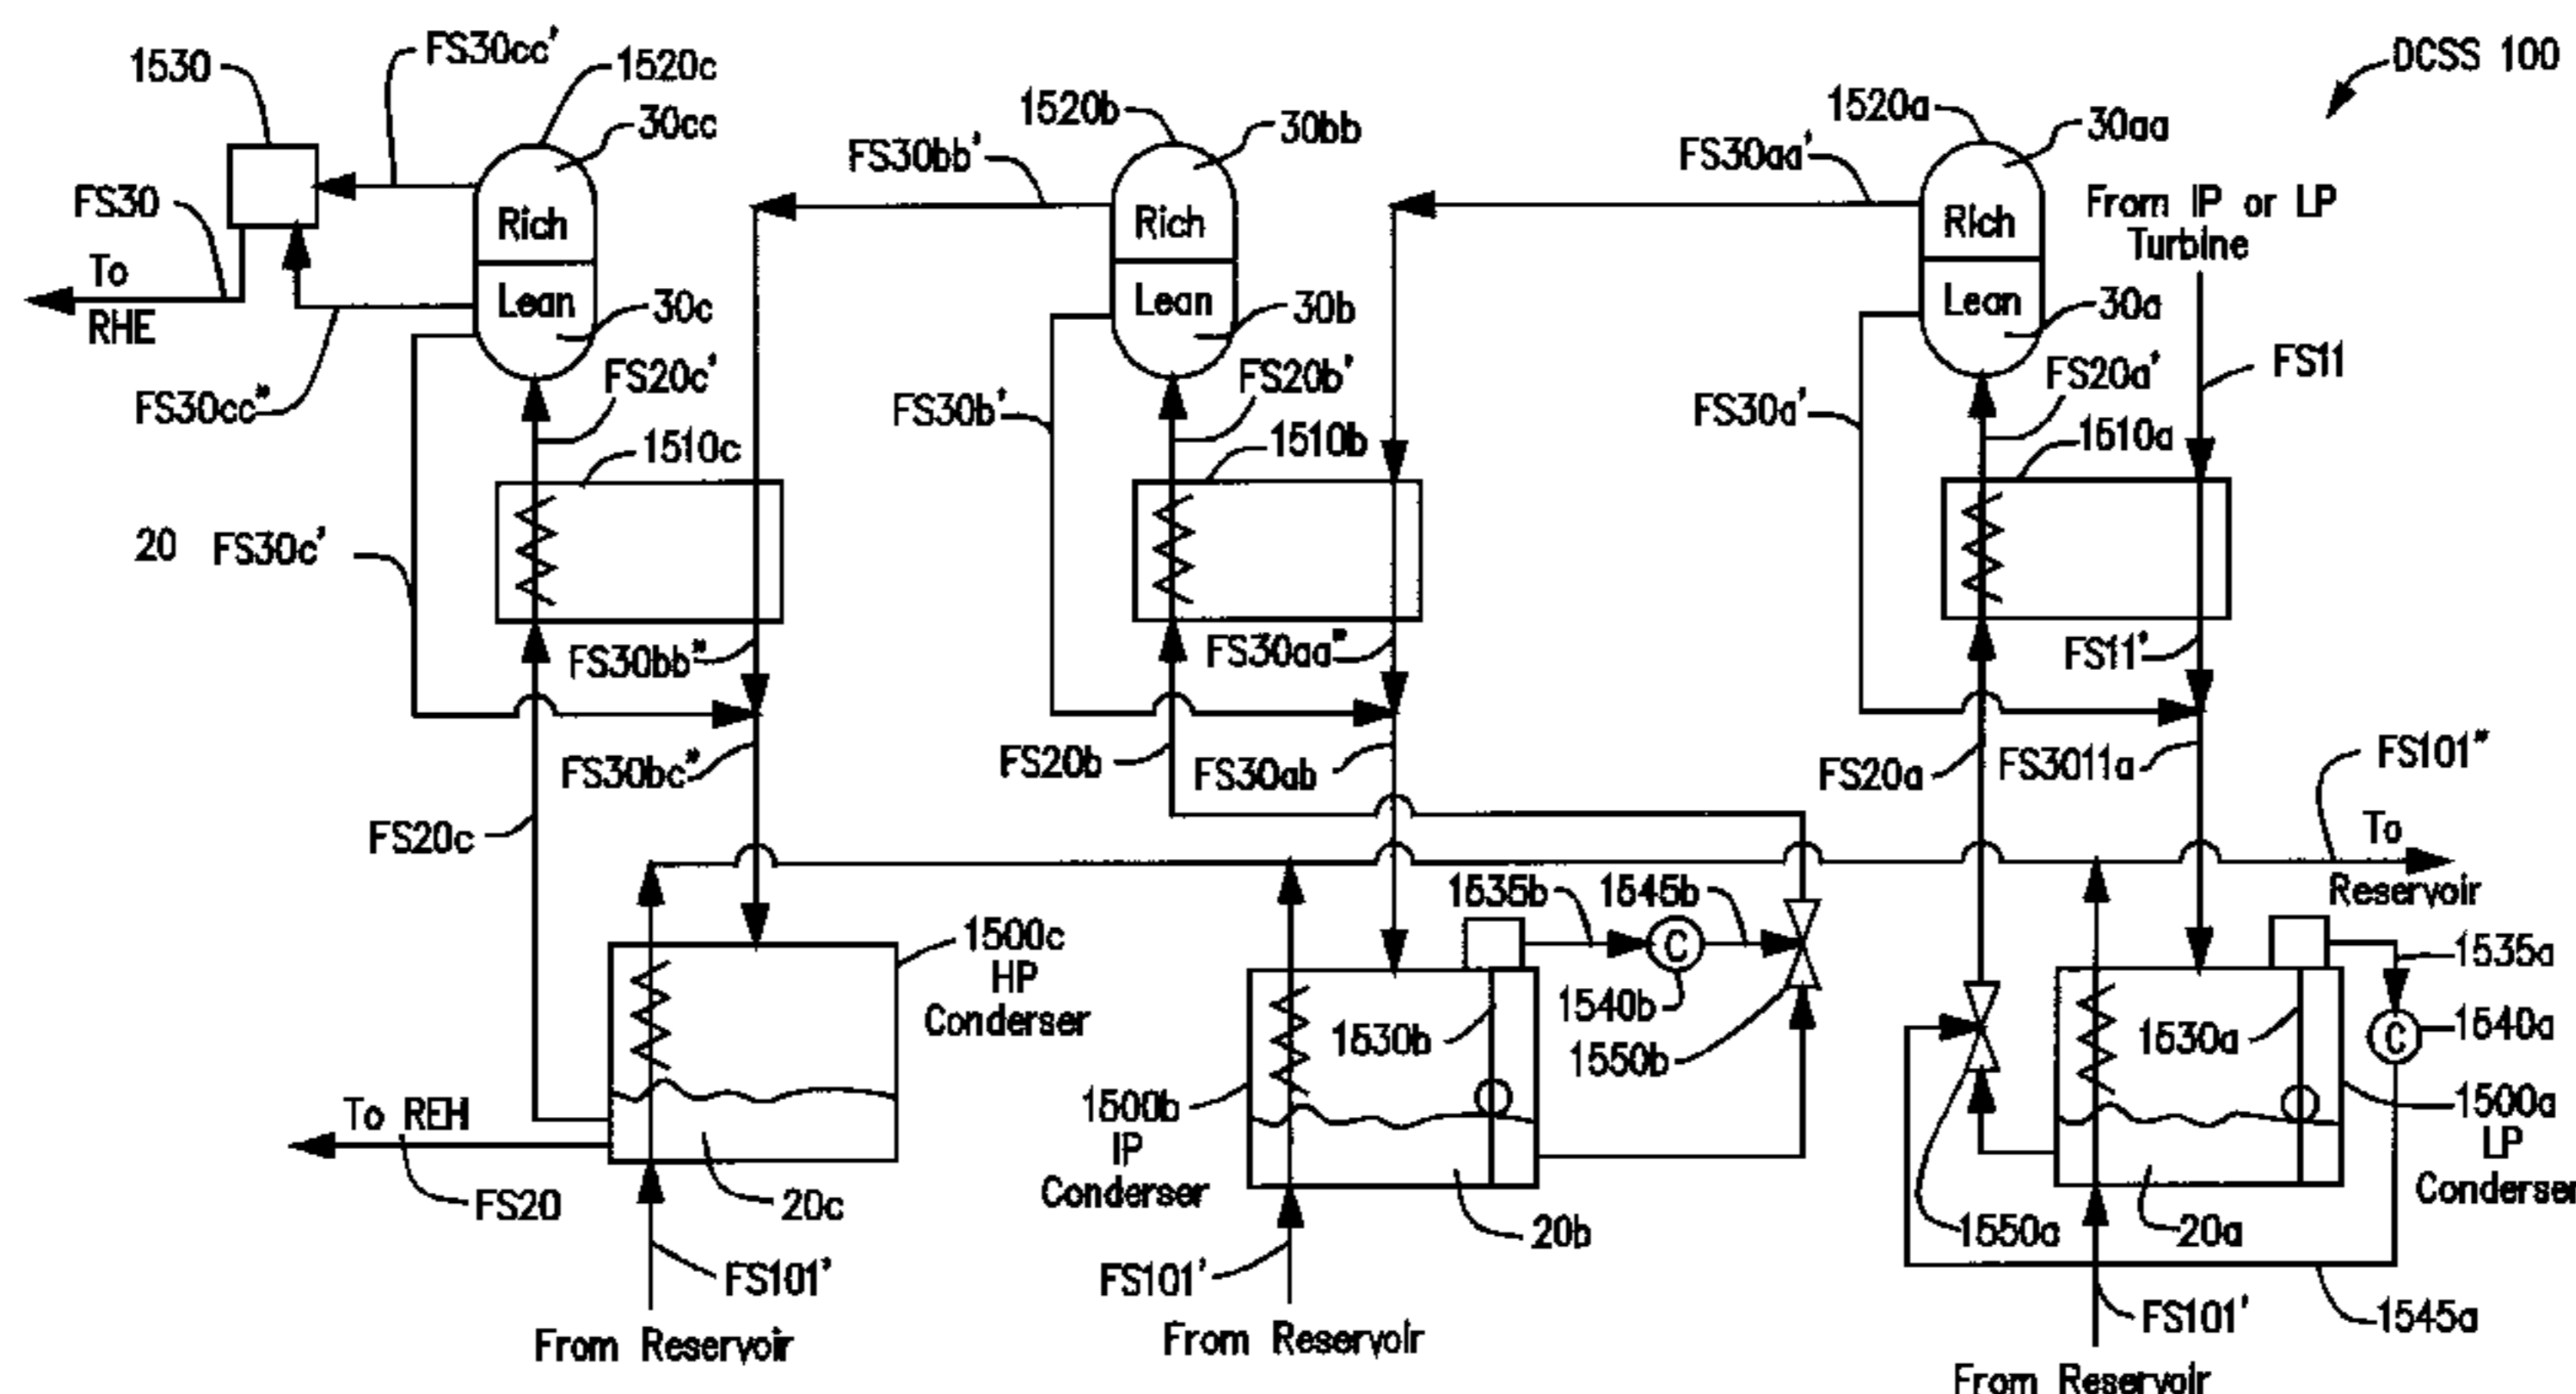 DCSS 100
FS30cc'
1530
1520c
30cc
1520b
30bb
1520a
30aa
FS30bb'
FS30aa'
From IP or LP
Turbine
FS30
Rich
Rich
Rich
To
RHE
Lean
30c
Lean
30b
Lean
30a
FS30cc"
FS20c'
FS30b'
FS20b'
FS30a'
FS20a'
FS11
1510c
1510b
1510a
20 FS30c'
FS30bb"
FS30aa"
FS11'
FS30bc"
FS20b
FS30ab
FS20a
FS3011a
FS101"
FS20c
To
Reservoir
1500c
HP
Conderser
1535b
1545b
1535a
1540b
1530b
1550b
1530a
1540a
To REH
1500b
IP
Conderser
1500a
LP
Conderser
FS20
20c
20b
1550a
20a
FS101'
FS101'
FS101'
1545a
From Reservoir
From Reservoir
From Reservoir